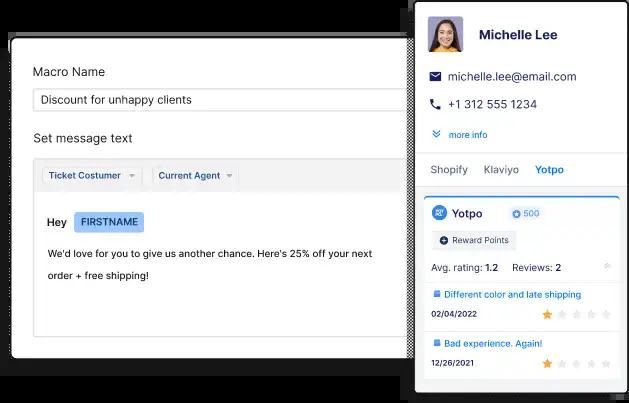 Macro Name
Discount for unhappy clients
Set message text
Ticket Costumer
Current Agent
Hey FIRSTNAME
We'd love for you to give us another chance. Here's 25% off your next
order + free shipping!
Michelle Lee
michelle.lee@email.com
+1 312 555 1234
more info
Shopify Klaviyo Yotpo
Yotpo 500
Reward Points
Avg. rating: 1.2 Reviews: 2
Different color and late shipping
02/04/2022
Bad experience. Again!
12/26/2021